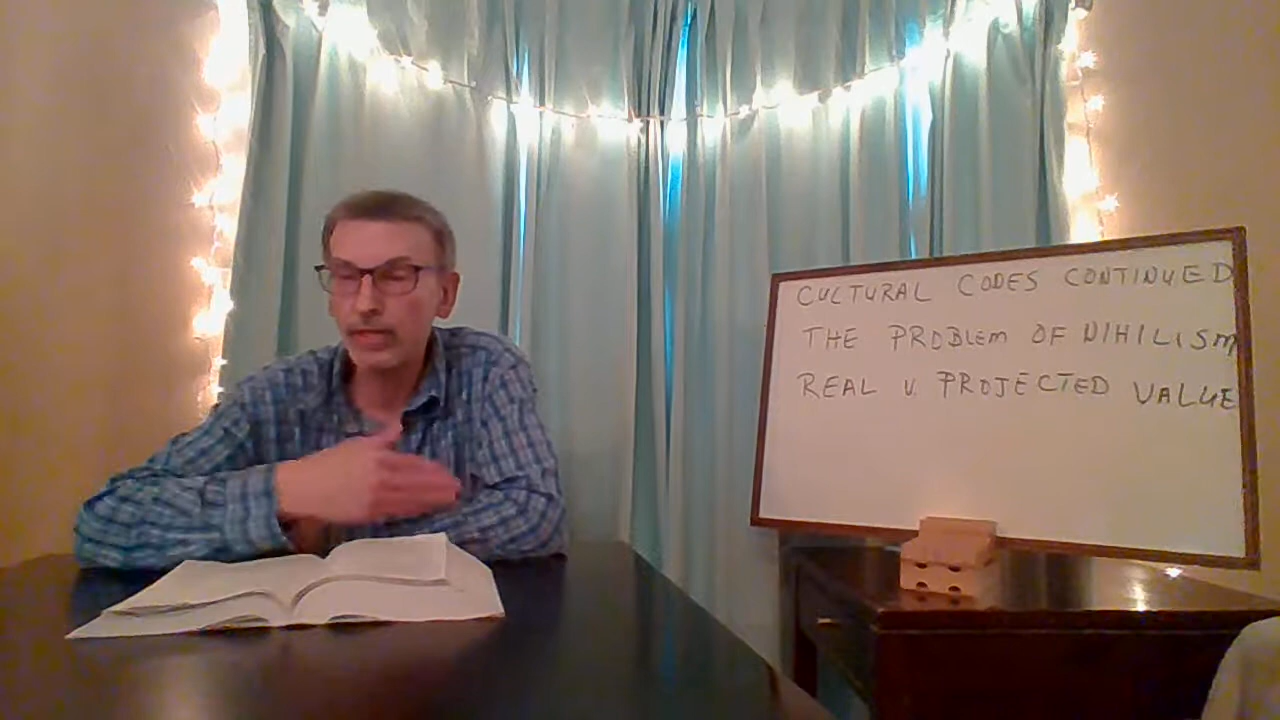 CULTURAL CODES CONTINUED
THE PROBLEM OF NIHILISM
REAL V. PROJECTED VALUE